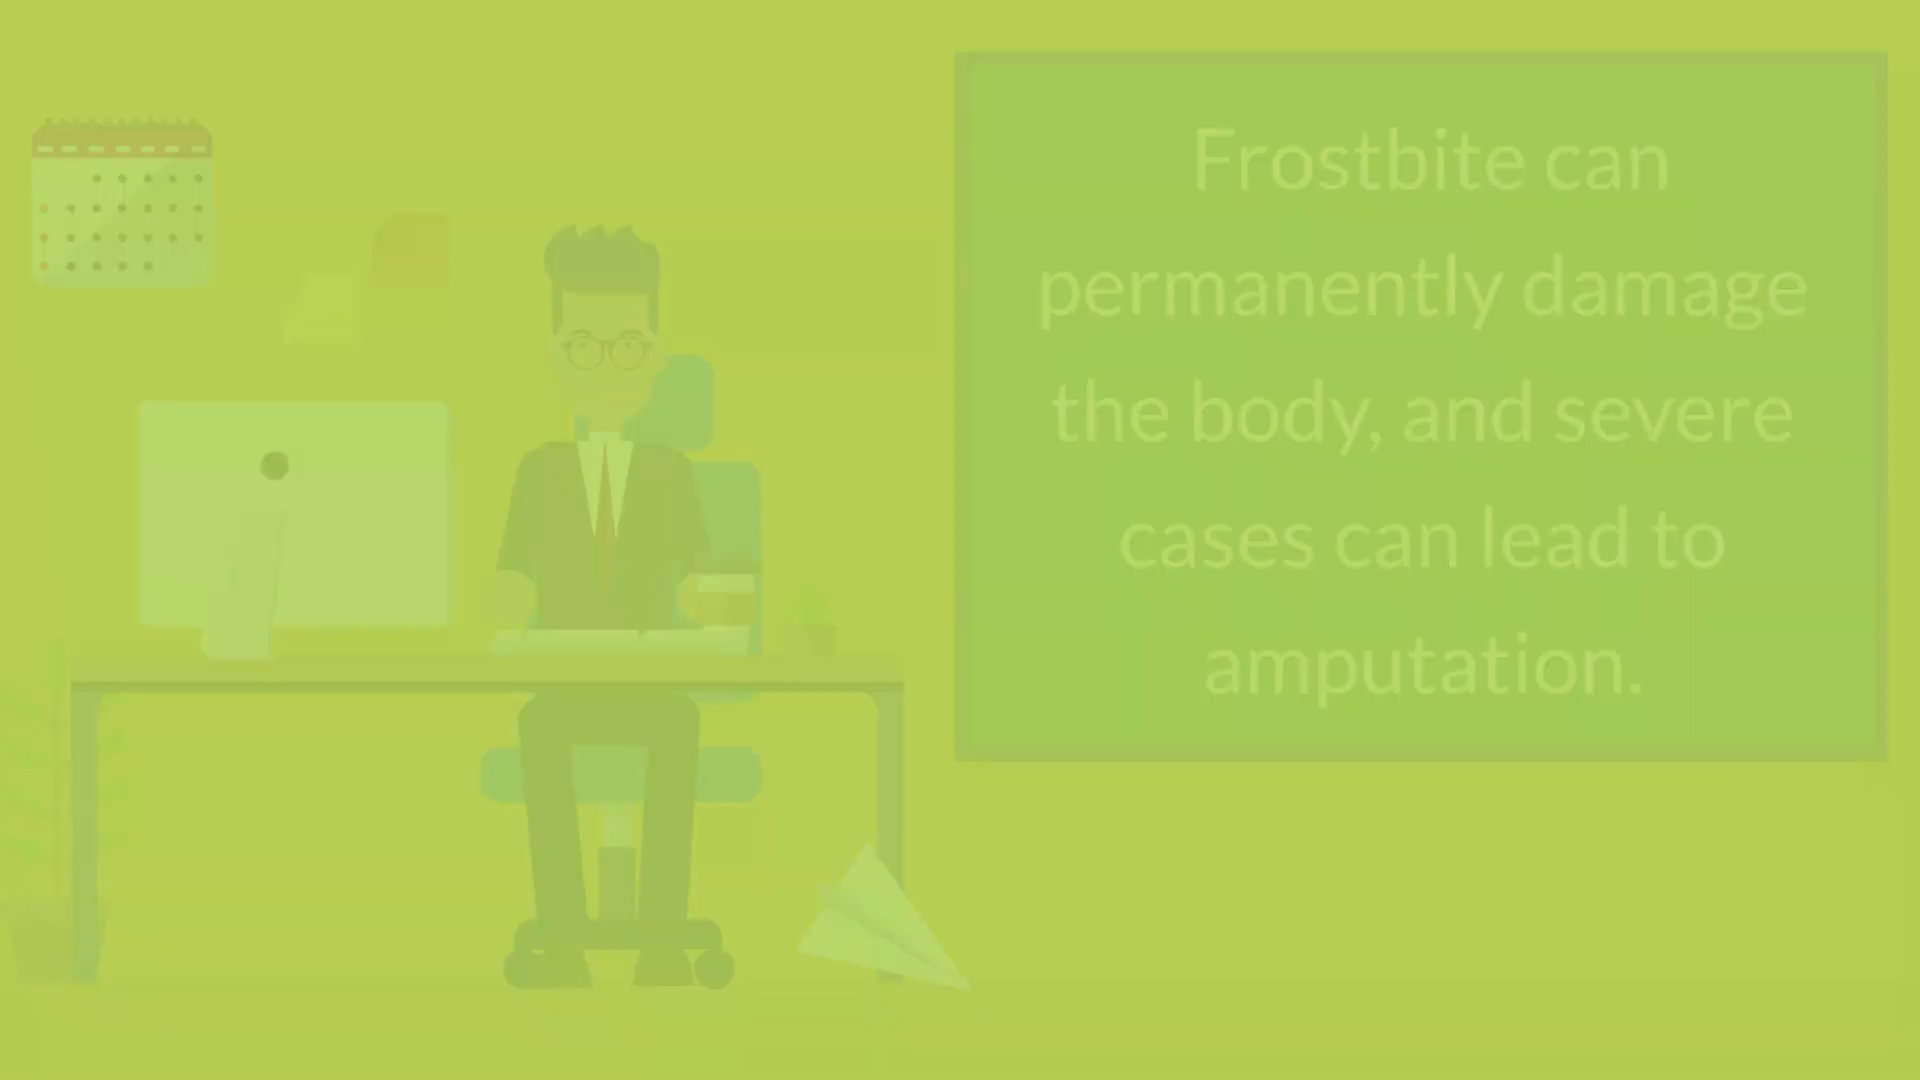 Frostbite can
permanently damage
the body, and severe
cases can lead to
amputation.